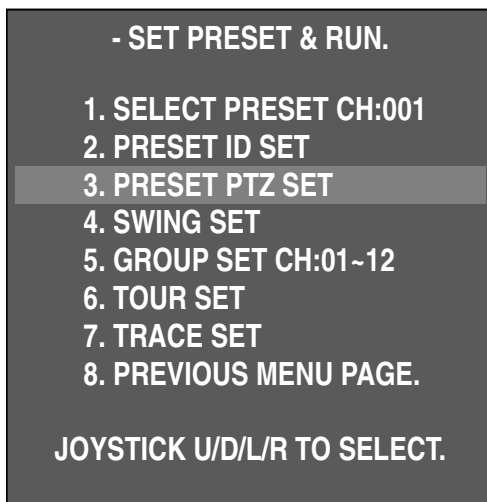 - SET PRESET & RUN.
1. SELECT PRESET CH:001
2. PRESET ID SET
3. PRESET PTZ SET
4. SWING SET
5. GROUP SET CH:01~12
6. TOUR SET
7. TRACE SET
8. PREVIOUS MENU PAGE.
JOYSTICK U/D/L/R TO SELECT.